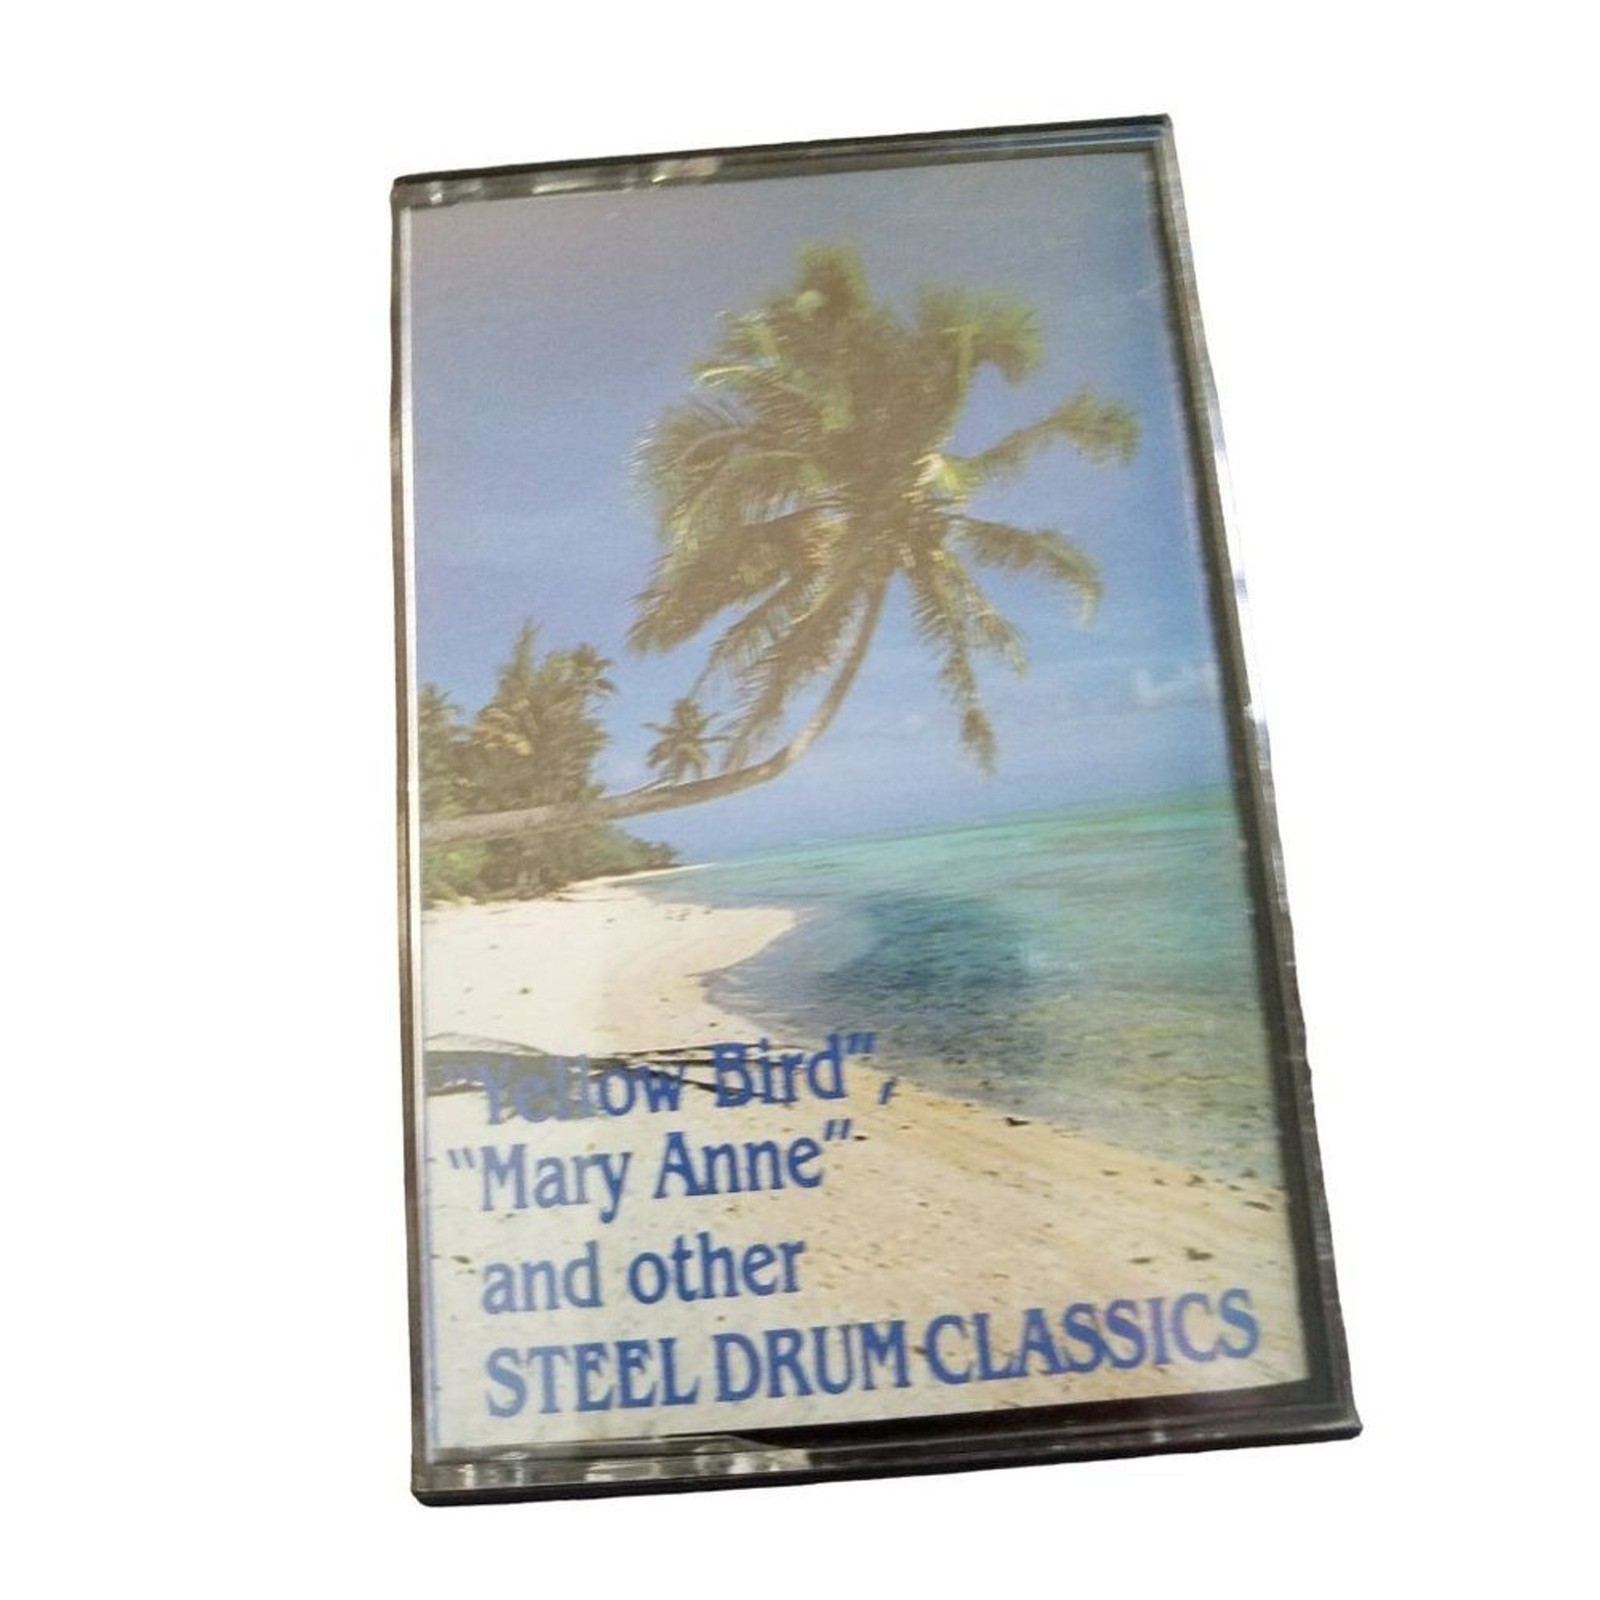 "Yellow Bird",
"Mary Anne"
and other
STEEL DRUM CLASSICS